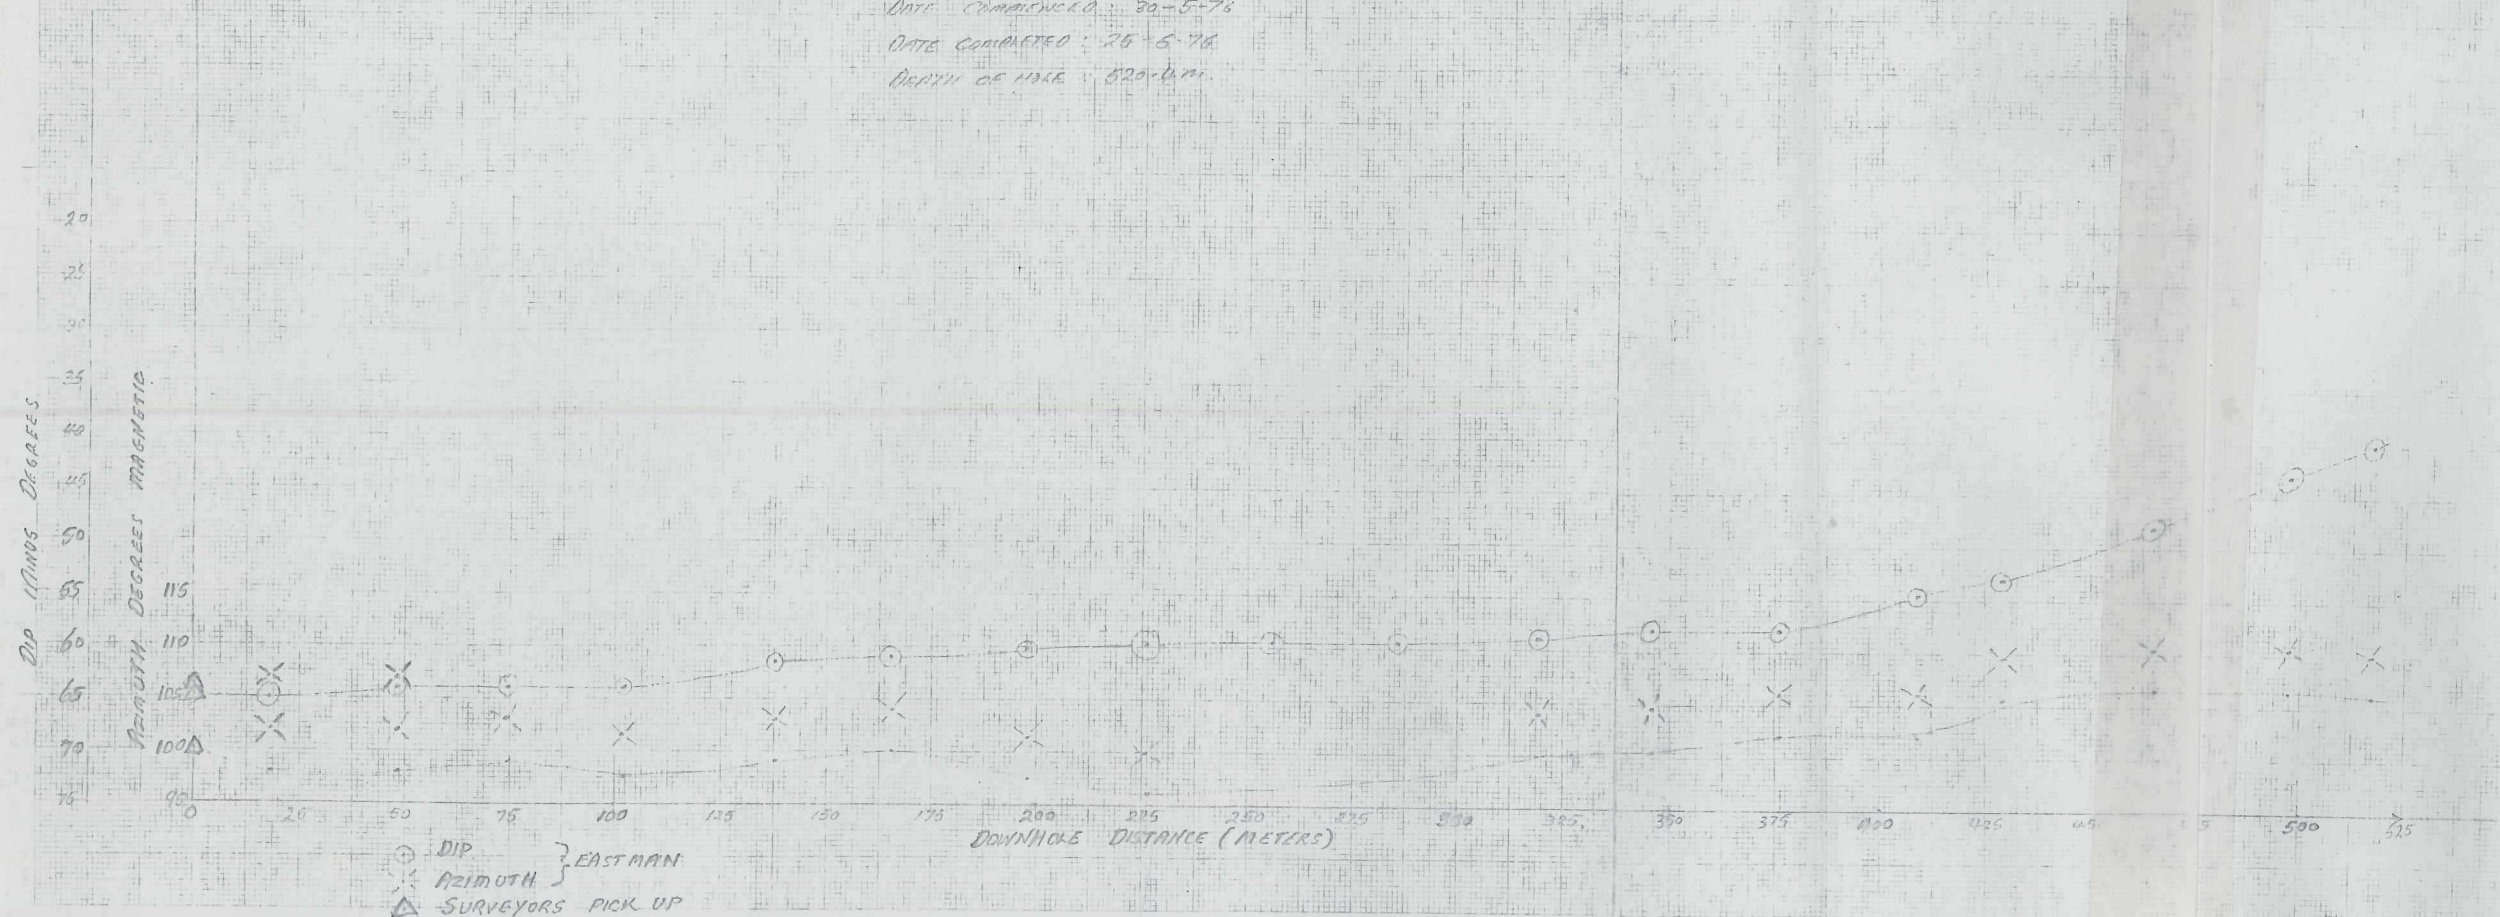 DATE COMMENCED : 30-5-76
DATE COMPLETED : 25-6-76
DEPTH OF HOLE : 520.4m.
DIP MINUS DEGREES
20
25
30
35
40
45
50
55
60
65
70
75
AZIMUTH DEGREES MAGNETIC
115
110
105
100
95
0 25 50 75 100 125 150 175 200 225 250 275 300 325 350 375 400 425 45 500 525
DOWNHOLE DISTANCE (METERS)
DIP
AZIMUTH } EASTMAN
SURVEYORS PICK UP